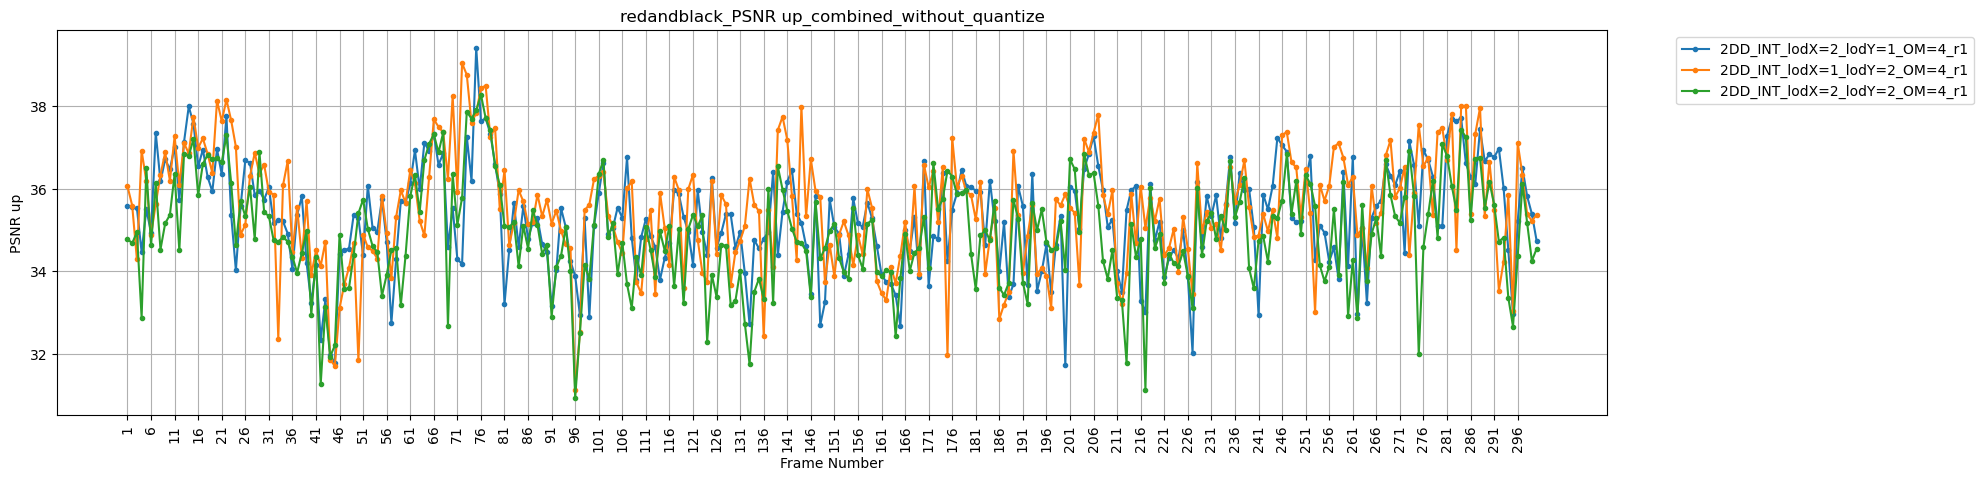 redandblack_PSNR up_combined_without_quantize
2DD_INT_lodX=2_lodY=1_OM=4_r1
2DD_INT_lodX=1_lodY=2_OM=4_r1
2DD_INT_lodX=2_lodY=2_OM=4_r1
PSNR up
38
36
34
32
1 6 11 16 21 26 31 36 41 46 51 56 61 66 71 76 81 86 91 96 101 106 111 116 121 126 131 136 141 146 151 156 161 166 171 176 181 186 191 196 201 206 211 216 221 226 231 236 241 246 251 256 261 266 271 276 281 286 291 296
Frame Number